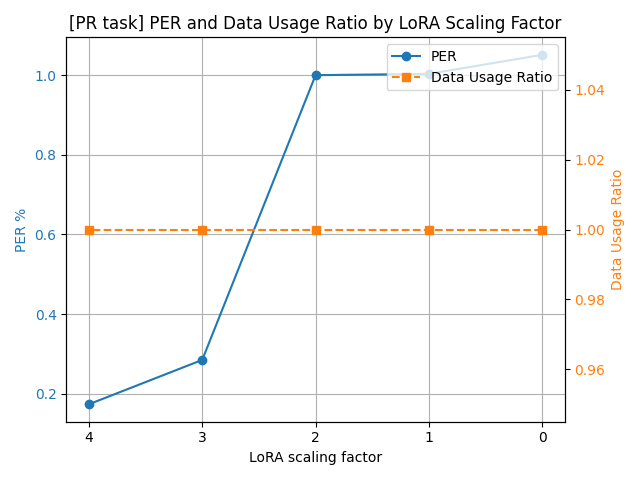 [PR task] PER and Data Usage Ratio by LoRA Scaling Factor
PER
Data Usage Ratio
PER %
1.0
0.8
0.6
0.4
0.2
1.04
1.02
1.00
0.98
0.96
Data Usage Ratio
4 3 2 1 0
LoRA scaling factor